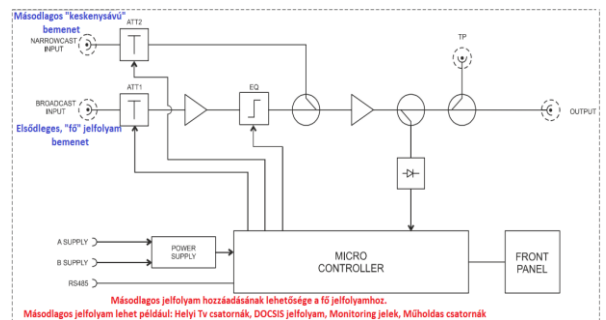 Másodlagos "keskenysávú"
bemenet
ATT2
NARROWCAST
INPUT
TP
ATT1
EQ
BROADCAST
INPUT
OUTPUT
Elsődleges, "fő" jelfolyam
bemenet
A SUPPLY
B SUPPLY
POWER
SUPPLY
MICRO
CONTROLLER
FRONT
PANEL
RS485
Másodlagos jelfolyam hozzáadásának lehetősége a fő jelfolyamhoz.
Másodlagos jelfolyam lehet például: Helyi Tv csatornák, DOCSIS jelfolyam, Monitoring jelek, Műholdas csatornák